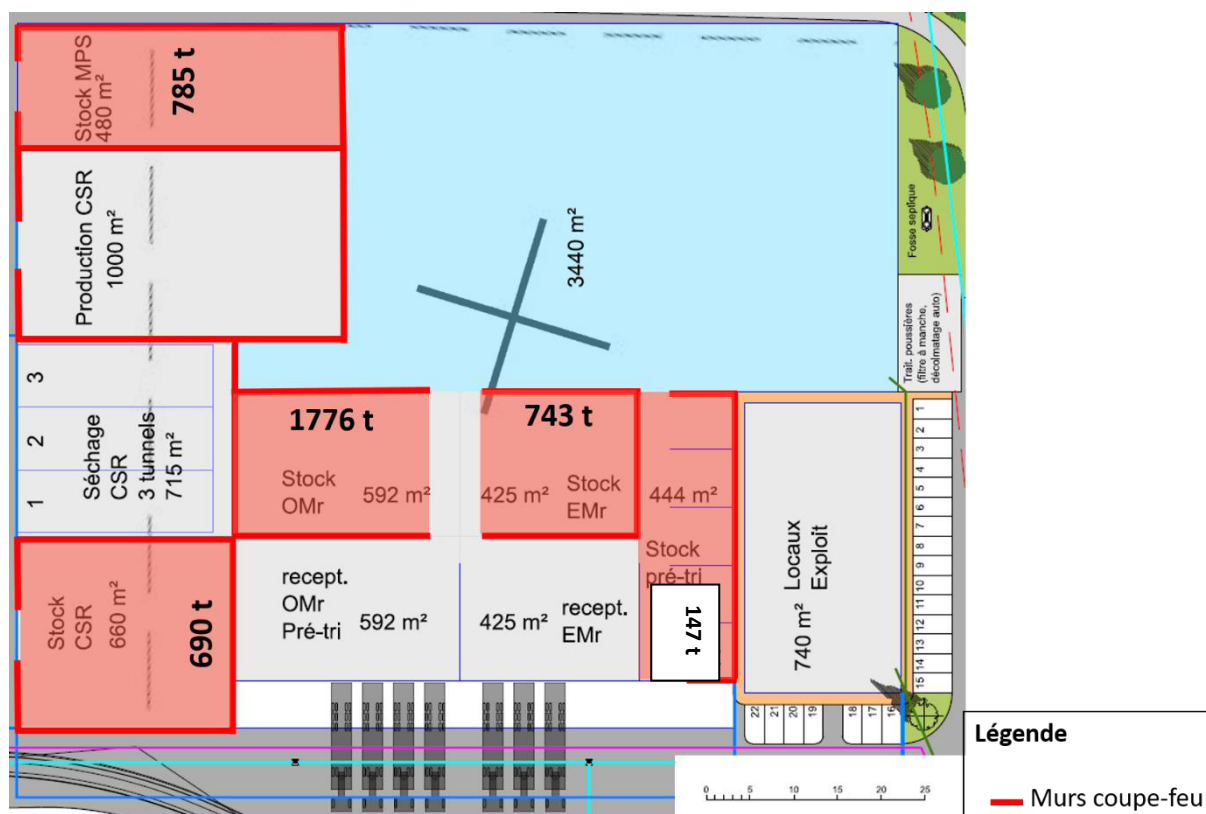 Stock MPS
480 m²
785 t
Production CSR
1000 m²
3440 m²
Fosse septique
Trait. poussières
(filtre à manche,
décolmatage auto)
3
2
1
Séchage
CSR
3 tunnels
715 m²
1776 t
Stock
OMr
592 m²
743 t
425 m²
Stock
EMr
444 m²
Stock
pré-tri
147 t
Stock
CSR
660 m²
690 t
recept.
OMr
Pré-tri
592 m²
425 m²
recept.
EMr
Locaux
Exploit
740 m²
1
2
3
4
5
6
7
8
9
10
11
12
13
14
15
22
21
20
19
18
17
16
0
5
10
15
20
25
Légende
Murs coupe-feu